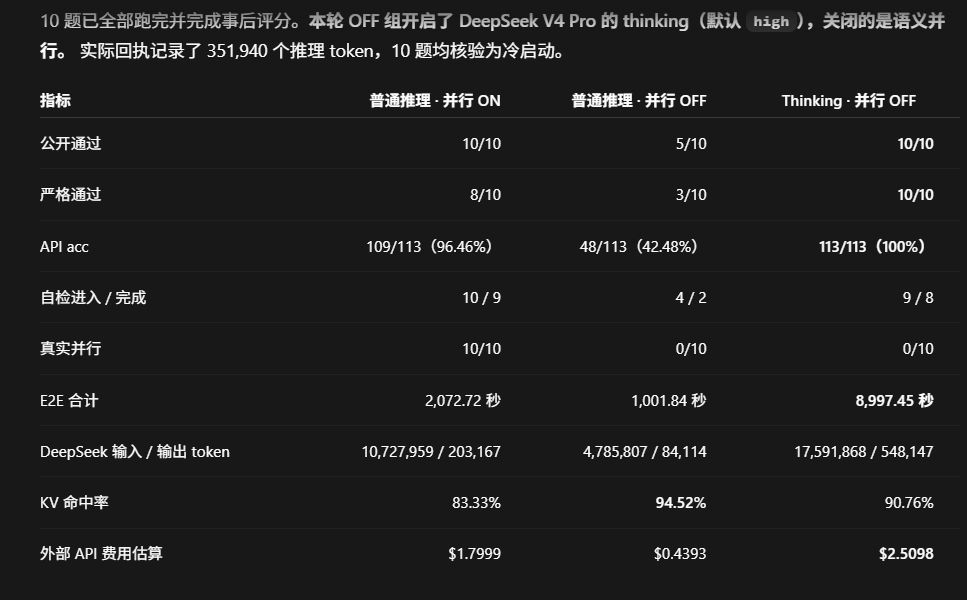 10 题已全部跑完并完成事后评分。本轮 OFF 组开启了 DeepSeek V4 Pro 的 thinking（默认 high），关闭的是语义并
行。 实际回执记录了 351,940 个推理 token，10 题均核验为冷启动。
指标 普通推理 · 并行 ON 普通推理 · 并行 OFF Thinking · 并行 OFF
公开通过 10/10 5/10 10/10
严格通过 8/10 3/10 10/10
API acc 109/113（96.46%） 48/113（42.48%） 113/113（100%）
自检进入 / 完成 10 / 9 4 / 2 9 / 8
真实并行 10/10 0/10 0/10
E2E 合计 2,072.72 秒 1,001.84 秒 8,997.45 秒
DeepSeek 输入 / 输出 token 10,727,959 / 203,167 4,785,807 / 84,114 17,591,868 / 548,147
KV 命中率 83.33% 94.52% 90.76%
外部 API 费用估算 $1.7999 $0.4393 $2.5098